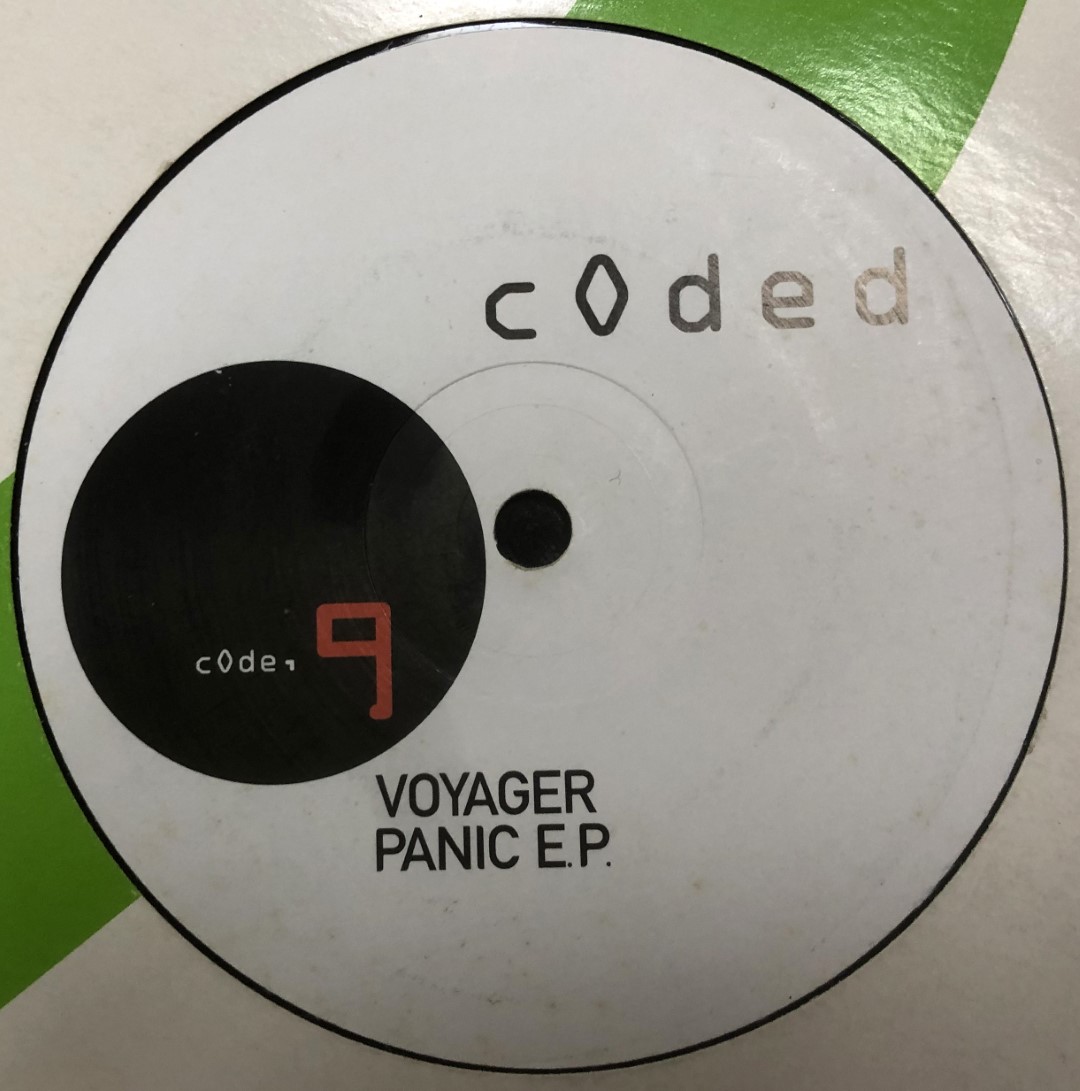 c0ded
c0de, 9
VOYAGER
PANIC E.P.